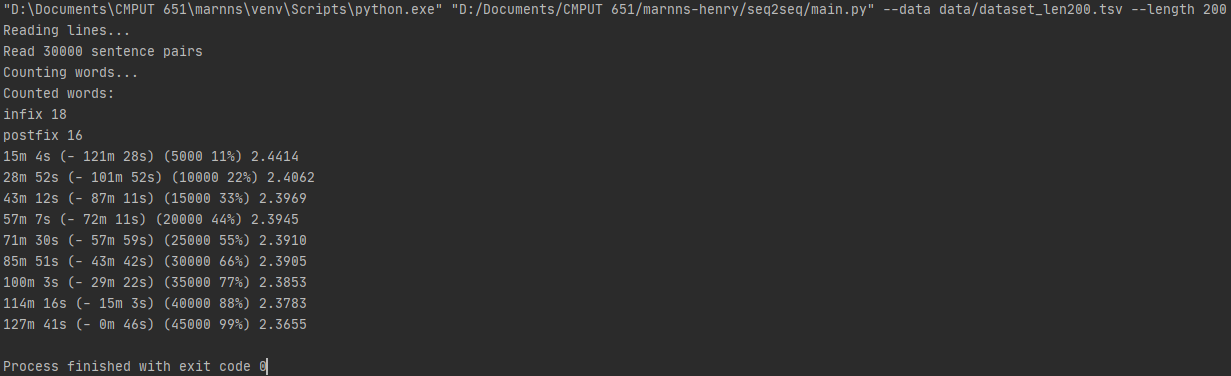 "D:\Documents\CMPUT 651\marnns\venv\Scripts\python.exe" "D:/Documents/CMPUT 651/marnns-henry/seq2seq/main.py" --data data/dataset_len200.tsv --length 200
Reading lines...
Read 30000 sentence pairs
Counting words...
Counted words:
infix 18
postfix 16
15m 4s (- 121m 28s) (5000 11%) 2.4414
28m 52s (- 101m 52s) (10000 22%) 2.4062
43m 12s (- 87m 11s) (15000 33%) 2.3969
57m 7s (- 72m 11s) (20000 44%) 2.3945
71m 30s (- 57m 59s) (25000 55%) 2.3910
85m 51s (- 43m 42s) (30000 66%) 2.3905
100m 3s (- 29m 22s) (35000 77%) 2.3853
114m 16s (- 15m 3s) (40000 88%) 2.3783
127m 41s (- 0m 46s) (45000 99%) 2.3655
Process finished with exit code 0